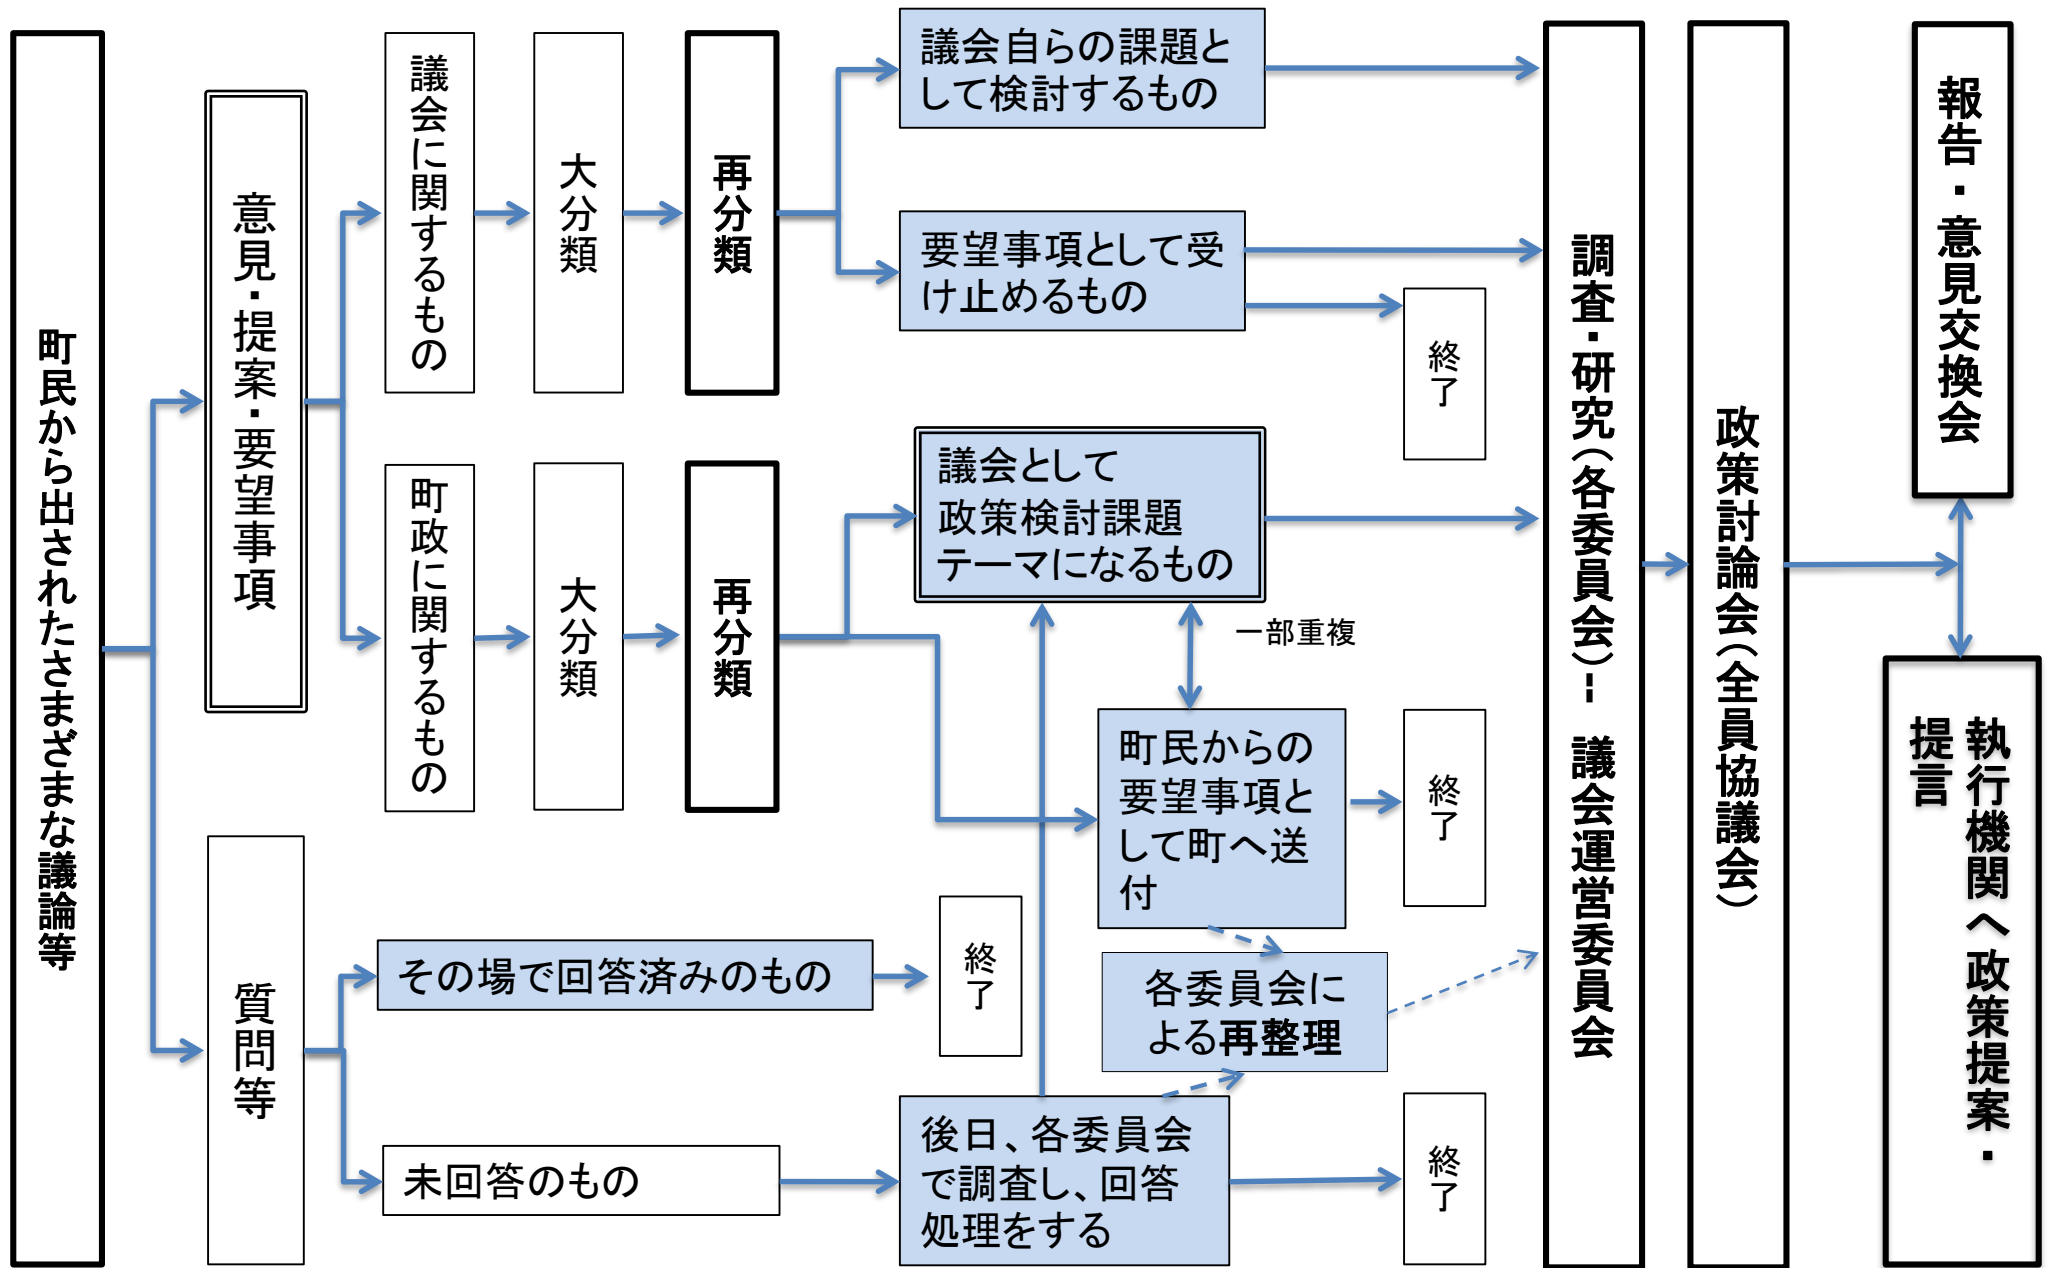 町民から出されたさまざまな議論等
意見・提案・要望事項
質問等
議会に関するもの
大分類
再分類
議会自らの課題と
して検討するもの
要望事項として受
け止めるもの
終了
町政に関するもの
大分類
再分類
議会として
政策検討課題
テーマになるもの
一部重複
町民からの
要望事項と
して町へ送
付
終了
その場で回答済みのもの
終了
各委員会に
よる再整理
未回答のもの
後日、各委員会
で調査し、回答
処理をする
終了
調査・研究(各委員会)-- 議会運営委員会
政策討論会(全員協議会)
報告・意見交換会
執行機関へ政策提案・
提言